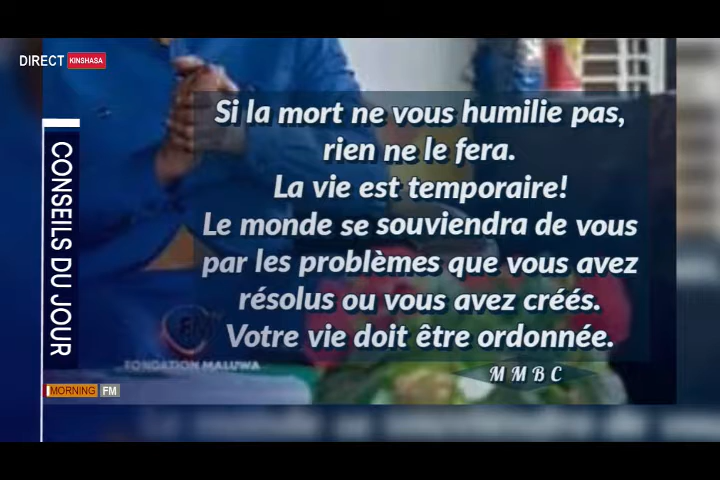 DIRECT KINSHASA
CONSEILS DU JOUR
Si la mort ne vous humilie pas,
rien ne le fera.
La vie est temporaire!
Le monde se souviendra de vous
par les problèmes que vous avez
résolus ou vous avez créés.
Votre vie doit être ordonnée.
FONDATION MALUWA
M M B C
MORNING FM